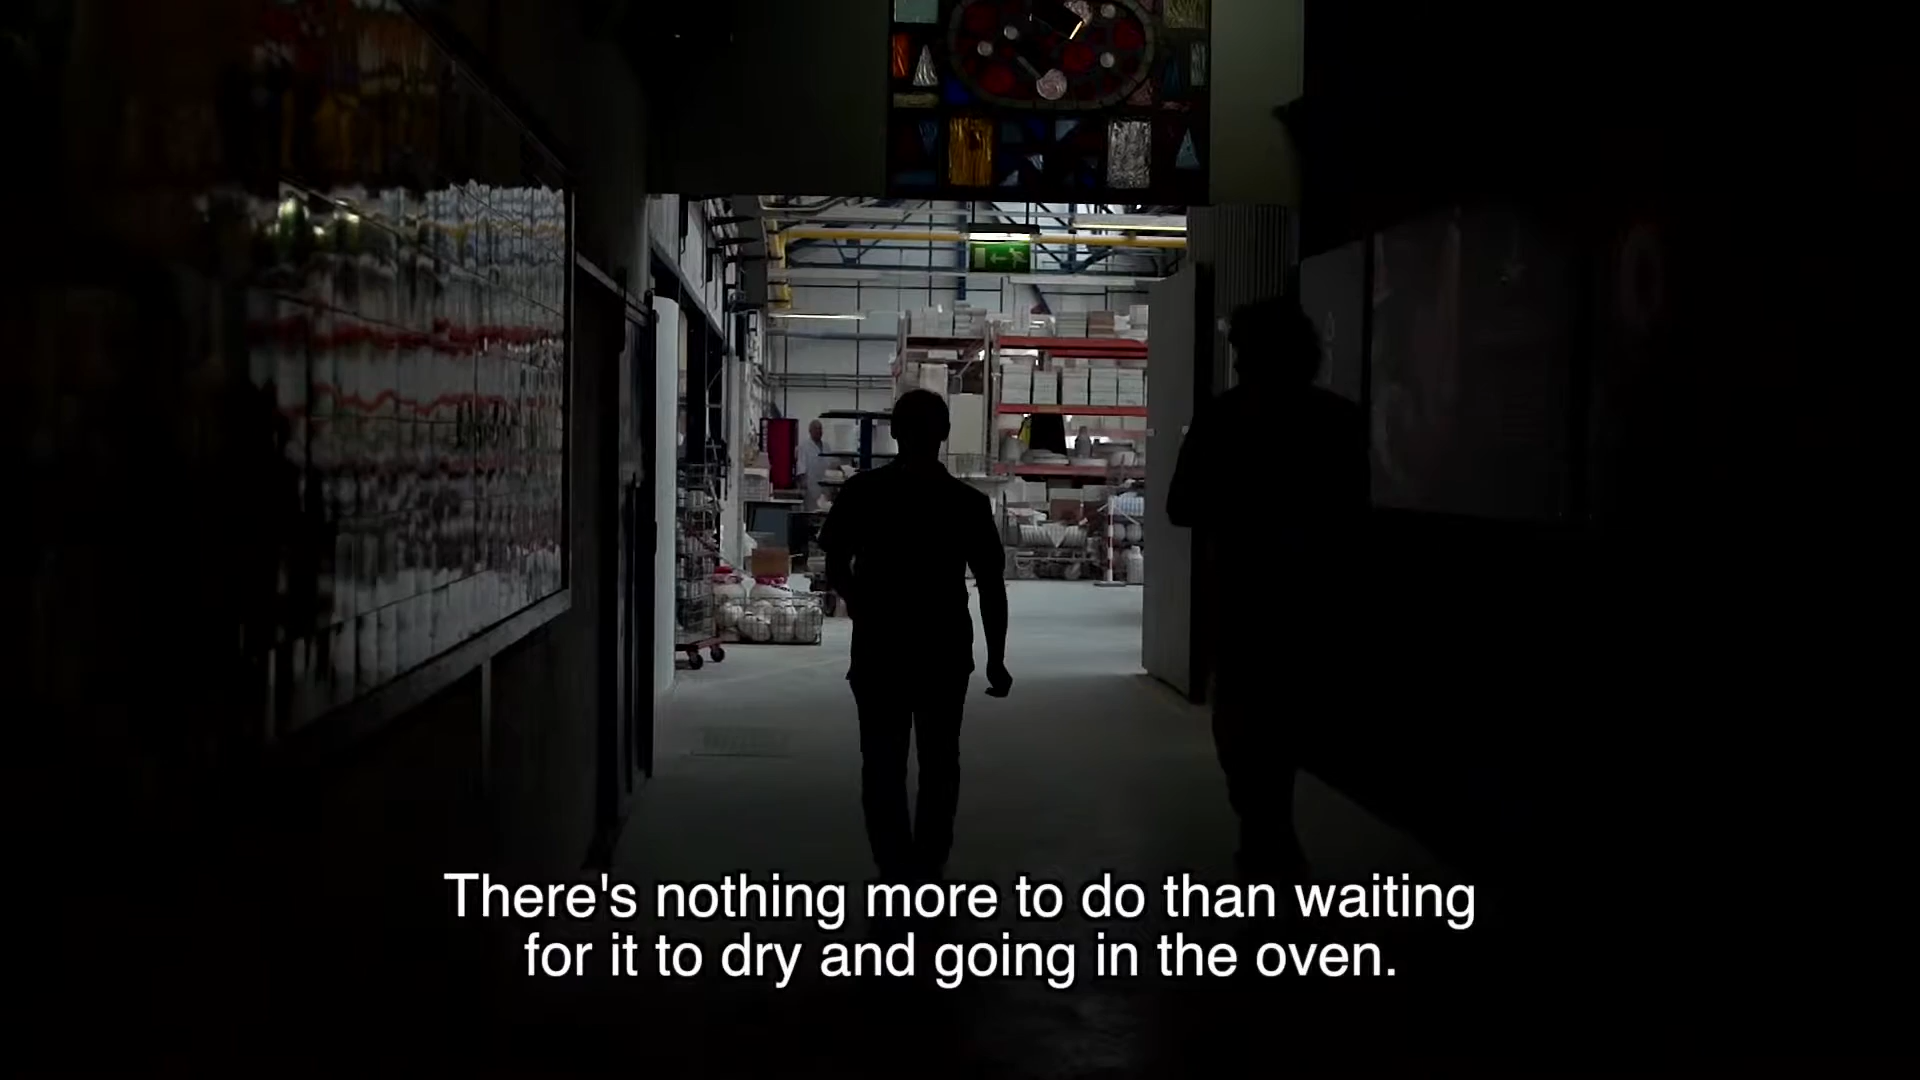 There's nothing more to do than waiting
for it to dry and going in the oven.